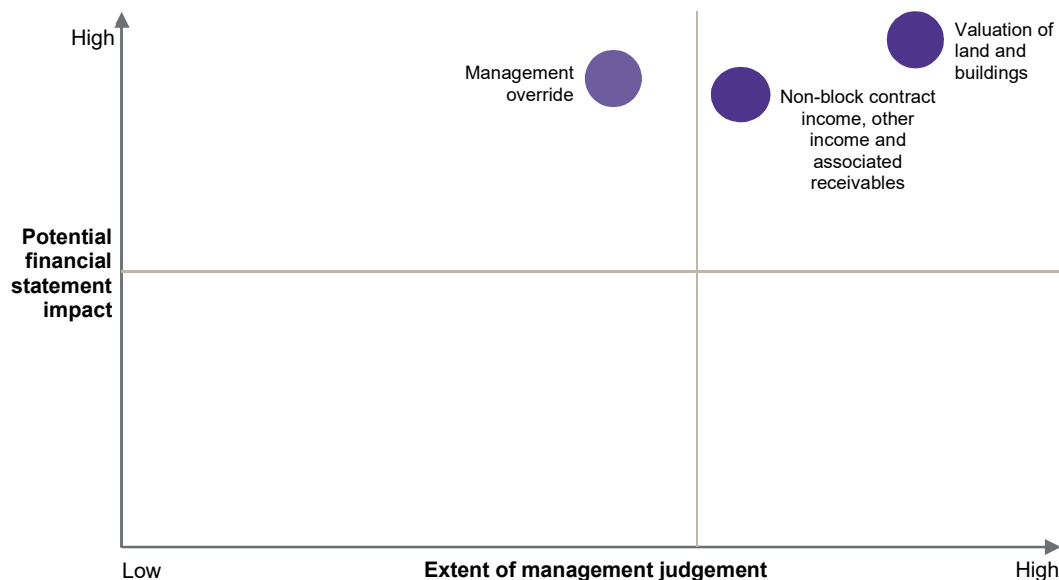 High
Management
override
Valuation of
land and
buildings
Non-block contract
income, other
income and
associated
receivables
Potential
financial
statement
impact
Low
Extent of management judgement
High